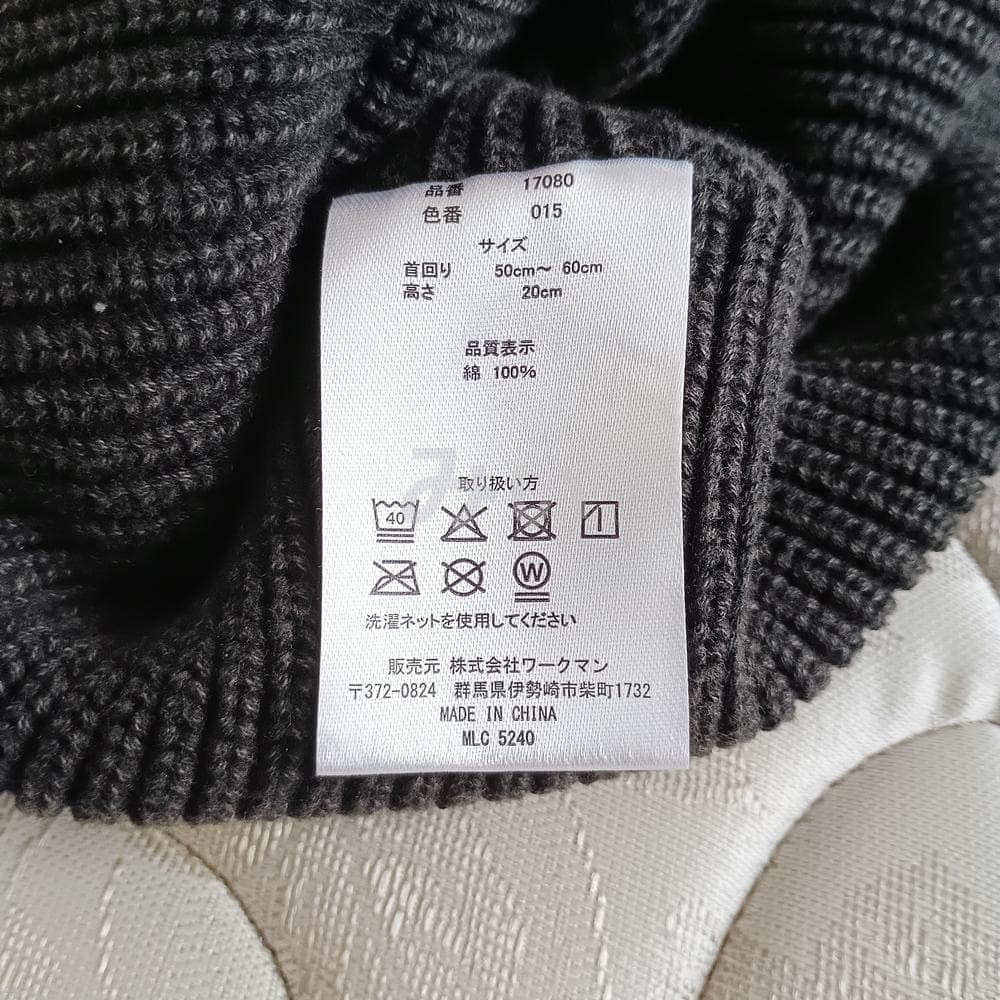 品番 17080
色番 015
サイズ
首回り 50cm～ 60cm
高さ 20cm
品質表示
綿 100%
取り扱い方
40
W
洗濯ネットを使用してください
販売元 株式会社ワークマン
〒372-0824 群馬県伊勢崎市柴町1732
MADE IN CHINA
MLC 5240